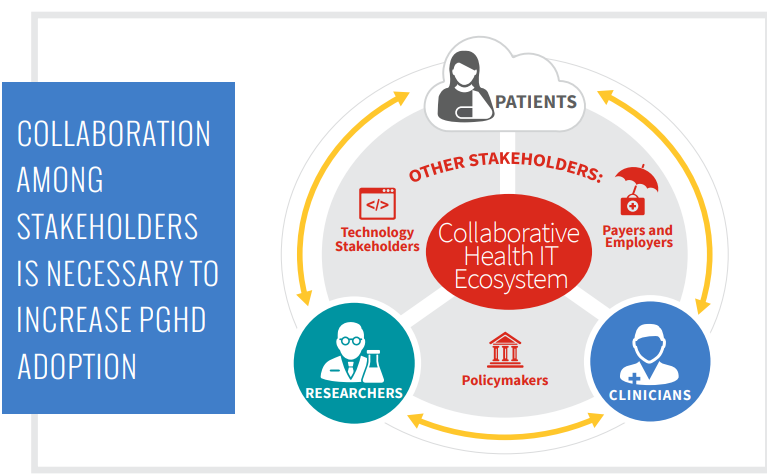 COLLABORATION
AMONG
STAKEHOLDERS
IS NECESSARY TO
INCREASE PGHD
ADOPTION
PATIENTS
OTHER STAKEHOLDERS:
</>
Technology
Stakeholders
Collaborative
Health IT
Ecosystem
Payers and
Employers
Policymakers
RESEARCHERS
CLINICIANS